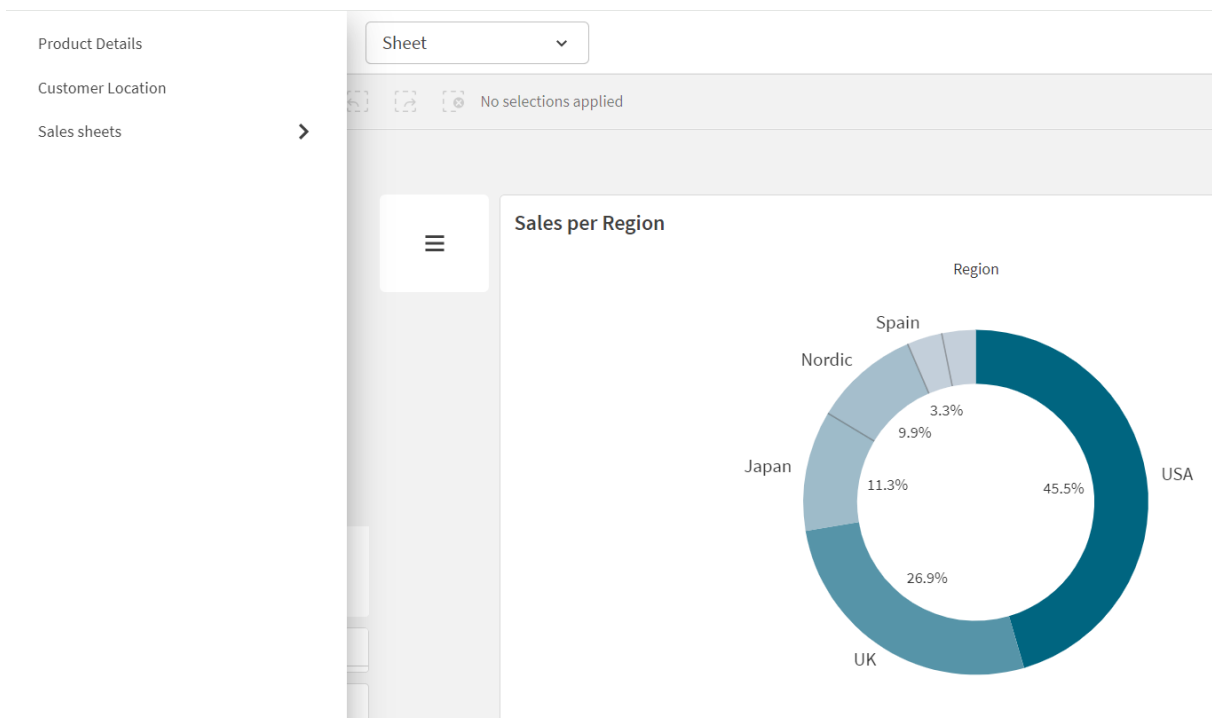 Product Details
Customer Location
Sales sheets
Sheet
No selections applied
Sales per Region
Region
Spain
Nordic
3.3%
9.9%
Japan
11.3%
45.5%
USA
26.9%
UK